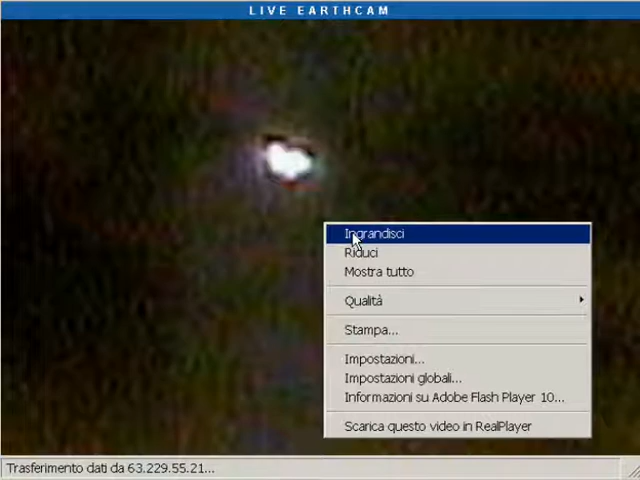 LIVE EARTHCAM
Ingrandisci
Riduci
Mostra tutto
Qualità
Stampa...
Impostazioni...
Impostazioni globali...
Informazioni su Adobe Flash Player 10...
Scarica questo video in RealPlayer
Trasferimento dati da 63.229.55.21...